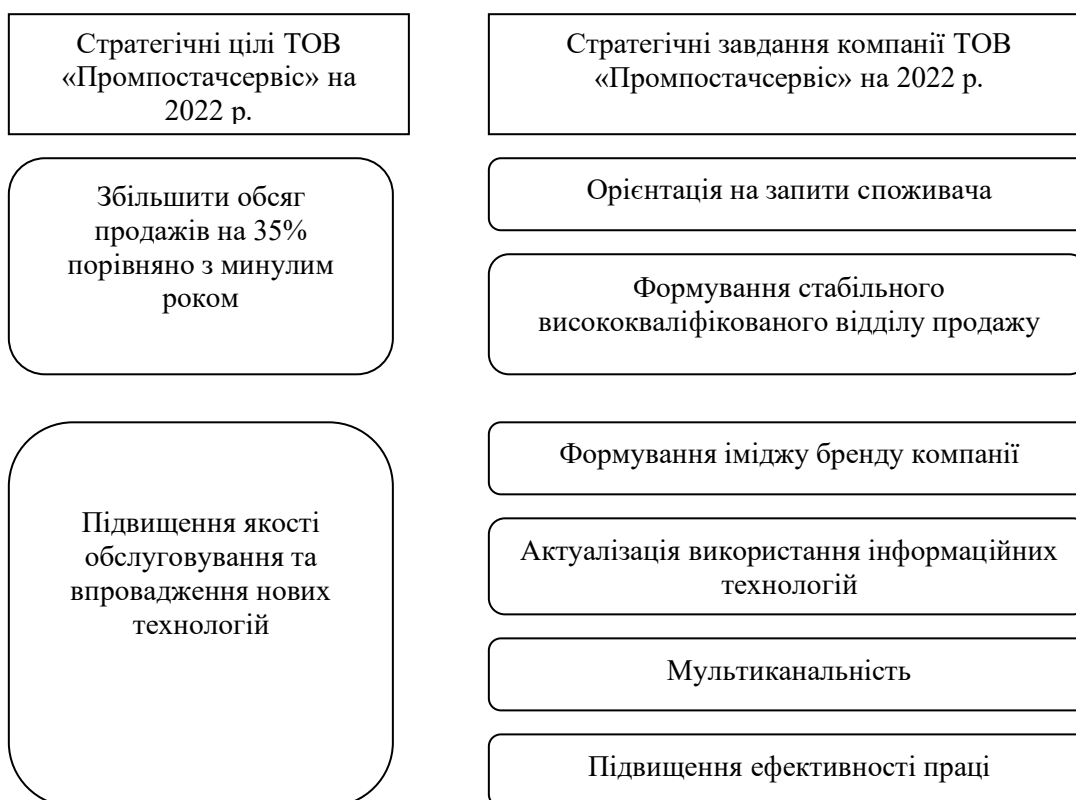 Стратегічні цілі ТОВ
«Промпостачсервіс» на
2022 р.
Стратегічні завдання компанії ТОВ
«Промпостачсервіс» на 2022 р.
Збільшити обсяг
продажів на 35%
порівняно з минулим
роком
Орієнтація на запити споживача
Формування стабільного
висококваліфікованого відділу продажу
Підвищення якості
обслуговування та
впровадження нових
технологій
Формування іміджу бренду компанії
Актуалізація використання інформаційних
технологій
Мультиканальність
Підвищення ефективності праці